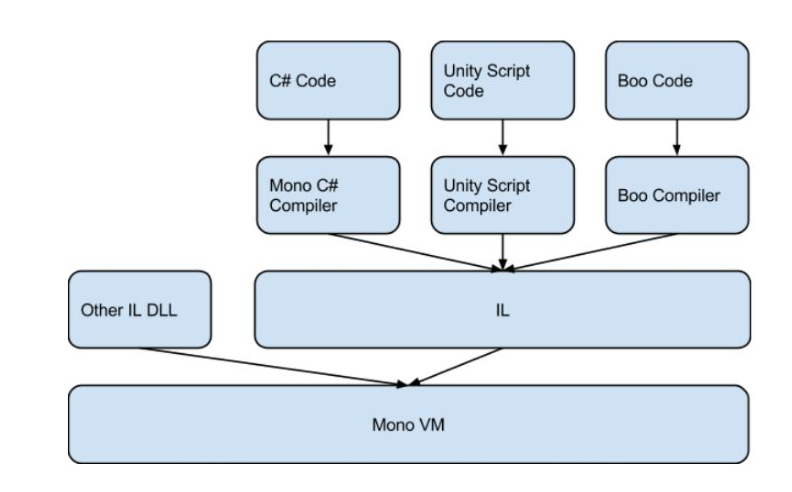 C# Code
Unity Script
Code
Boo Code
Mono C#
Compiler
Unity Script
Compiler
Boo Compiler
Other IL DLL
IL
Mono VM